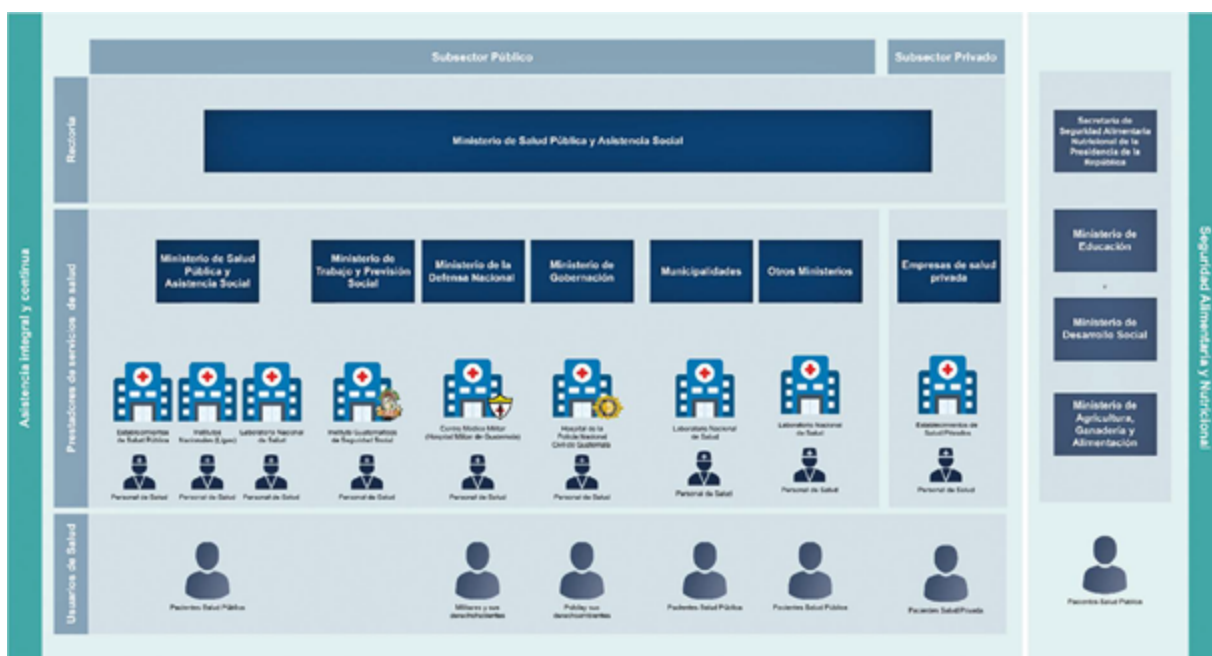 Subsector Público
Subsector Privado
Rectoría
Ministerio de Salud Pública y Asistencia Social
Asistencia integral y continua
Prestadores de servicios de salud
Ministerio de Salud
Pública y
Asistencia Social
Ministerio de
Trabajo y Previsión
Social
Ministerio de la
Defensa Nacional
Ministerio de
Gobernación
Municipalidades
Otros Ministerios
Empresas de salud
privada
Establecimientos
de Salud Pública
Institutos
Nacionales (Ligas)
Laboratorio Nacional
de Salud
Instituto Guatemalteco
de Seguridad Social
Centro Médico Militar
(Hospital Militar de Guatemala)
Hospital de la
Policía Nacional
Civil de Guatemala
Laboratorio Nacional
de Salud
Laboratorio Nacional
de Salud
Establecimientos de
Salud Privados
Personal de Salud
Personal de Salud
Personal de Salud
Personal de Salud
Personal de Salud
Personal de Salud
Personal de Salud
Personal de Salud
Personal de Salud
Usuarios de Salud
Pacientes Salud Pública
Militares y sus
derechohabientes
sus
Pacientes Salud Pública
Pacientes Salud Pública
Pacientes Salud Privada
Secretaría de
Seguridad Alimentaria
Nutricional de la
Presidencia de la
República
Ministerio de
Educación
Ministerio de
Desarrollo Social
Ministerio de
Agricultura,
Ganadería y
Alimentación
Pacientes Salud Pública
Seguridad Alimentaria y Nutricional